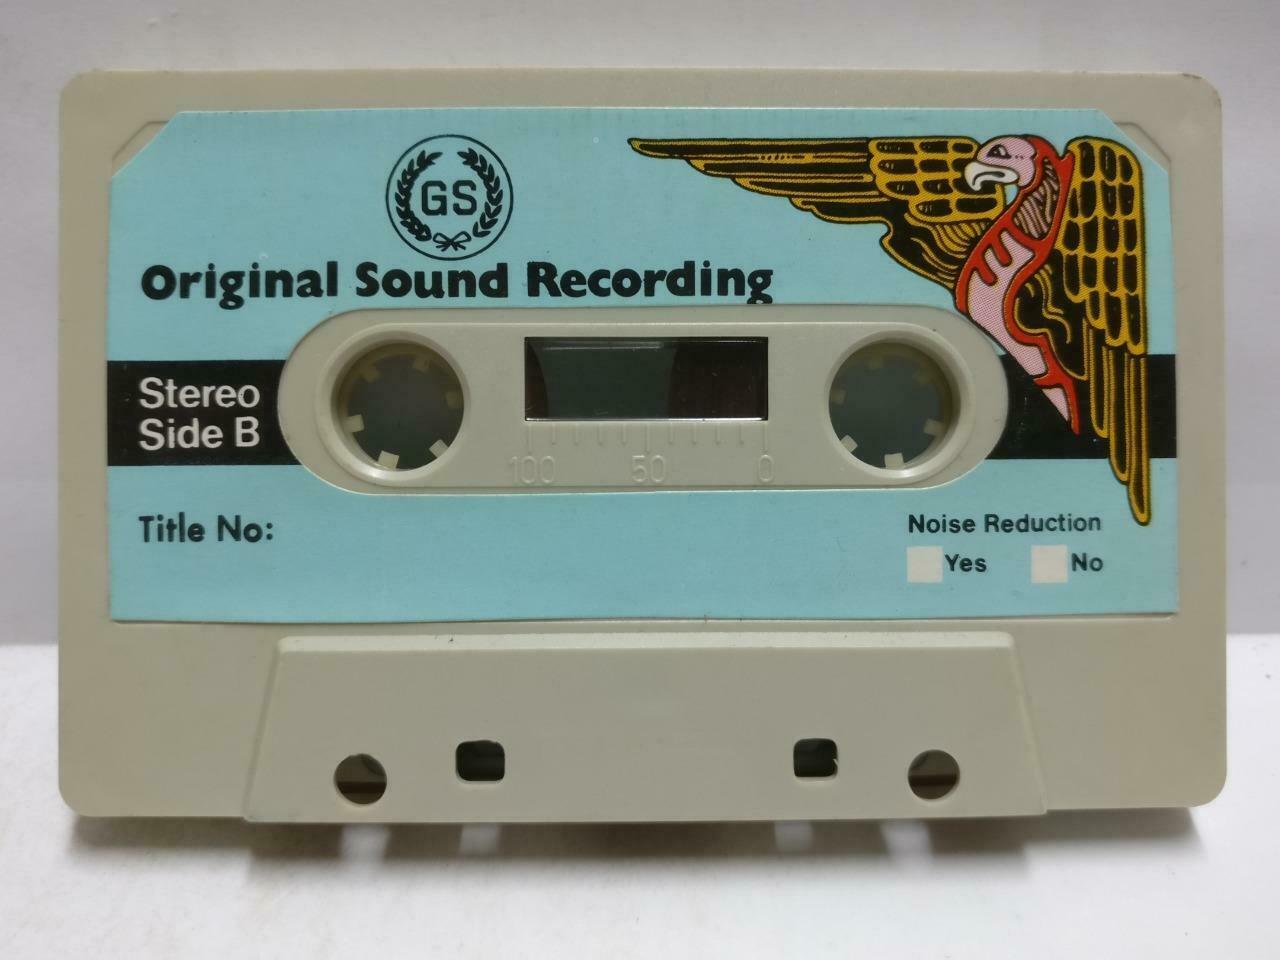 GS
Original Sound Recording
Stereo
Side B
100 50 0
Title No:
Noise Reduction
Yes No